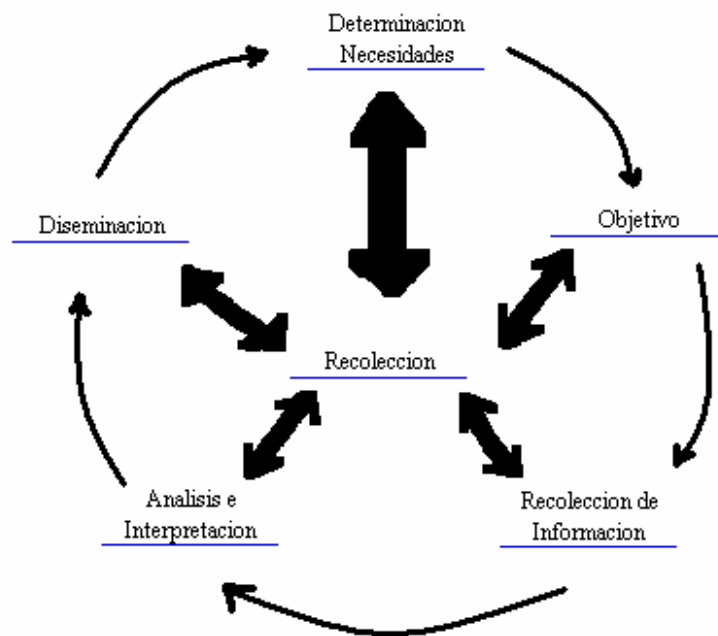 Determinacion
Necesidades
Diseminacion
Objetivo
Recoleccion
Analisis e
Interpretacion
Recoleccion de
Informacion